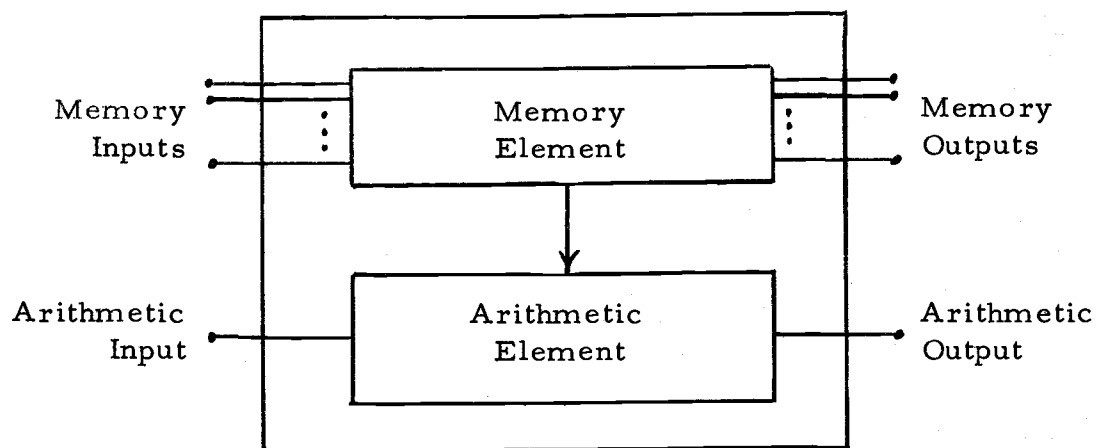 Memory
Inputs
Memory
Element
Memory
Outputs
Arithmetic
Input
Arithmetic
Element
Arithmetic
Output